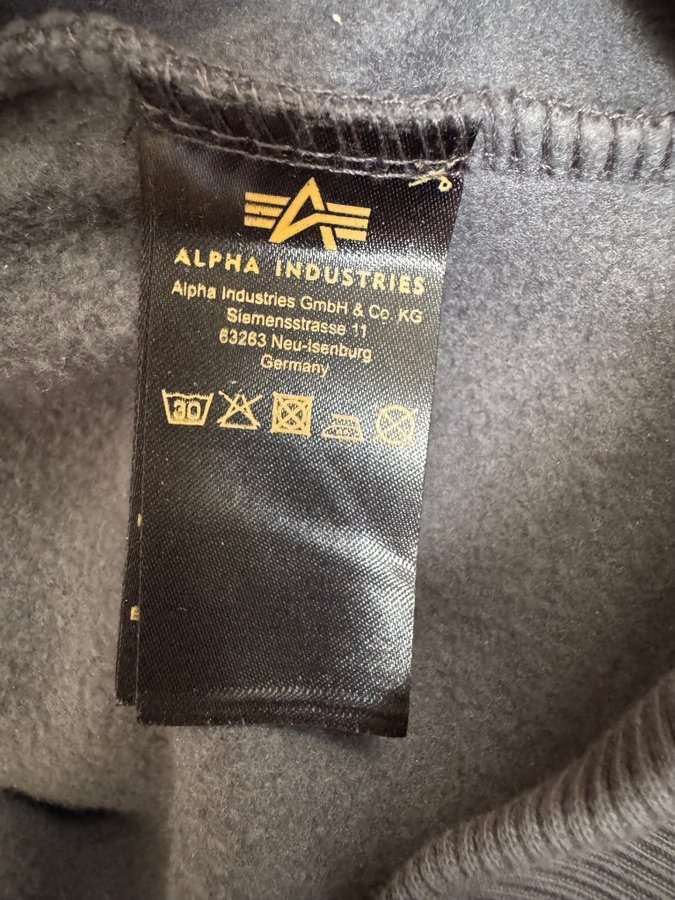 ALPHA INDUSTRIES
Alpha Industries GmbH & Co. KG
Siemensstrasse 11
63263 Neu-Isenburg
Germany
30